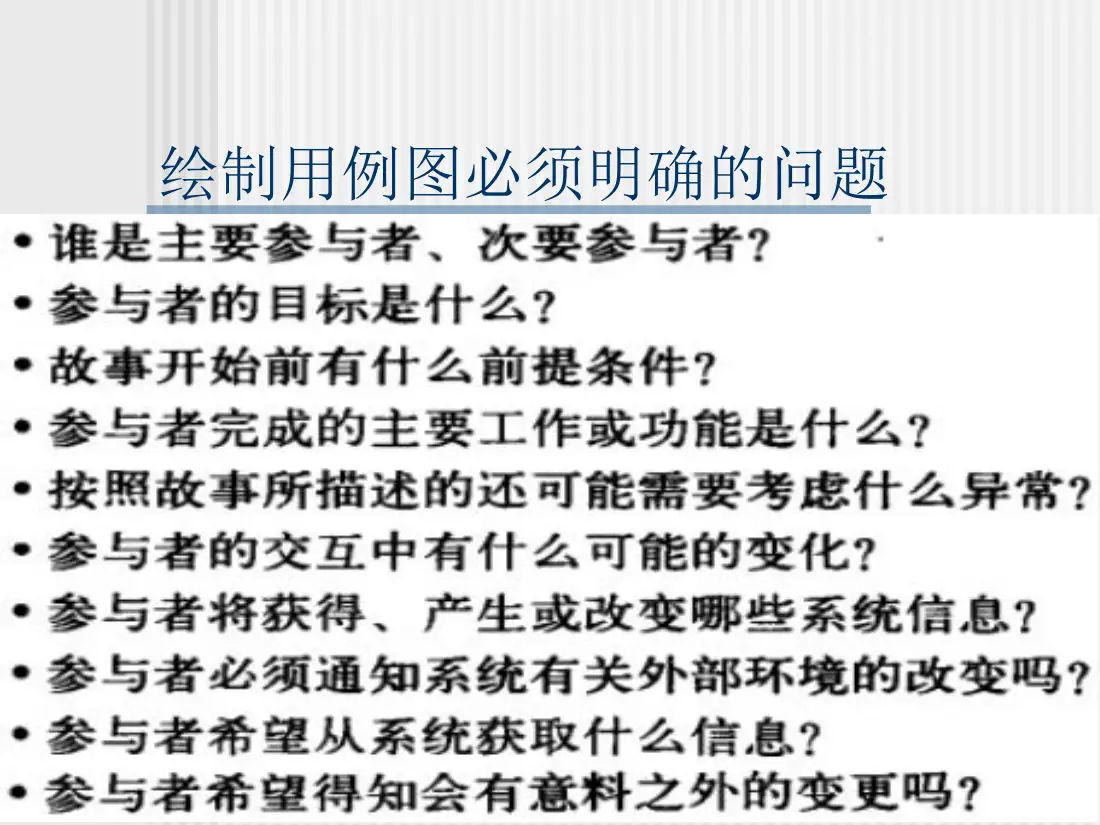 绘制用例图必须明确的问题
• 谁是主要参与者、次要参与者?
• 参与者的目标是什么?
• 故事开始前有什么前提条件?
• 参与者完成的主要工作或功能是什么?
• 按照故事所描述的还可能需要考虑什么异常?
• 参与者的交互中有什么可能的变化?
• 参与者将获得、产生或改变哪些系统信息?
• 参与者必须通知系统有关外部环境的改变吗?
• 参与者希望从系统获取什么信息?
• 参与者希望得知会有意料之外的变更吗?